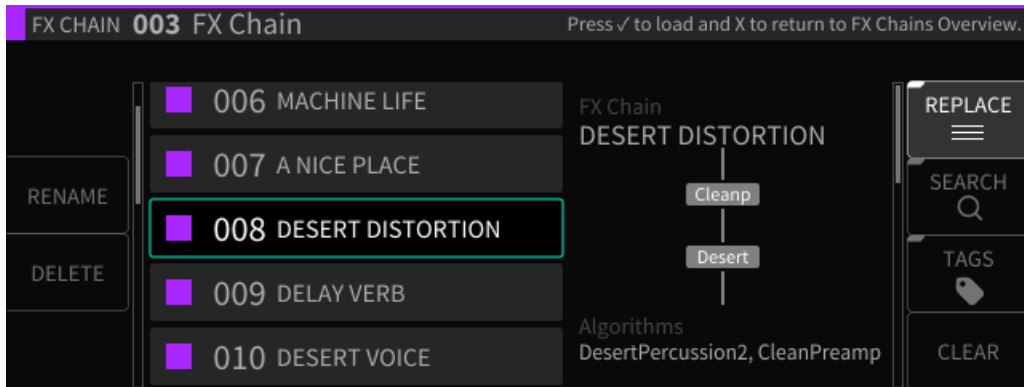 FX CHAIN 003 FX Chain
Press ✓ to load and X to return to FX Chains Overview.
RENAME
DELETE
006 MACHINE LIFE
007 A NICE PLACE
008 DESERT DISTORTION
009 DELAY VERB
010 DESERT VOICE
FX Chain
DESERT DISTORTION
Cleanp
Desert
Algorithms
DesertPercussion2, CleanPreamp
REPLACE
SEARCH
TAGS
CLEAR